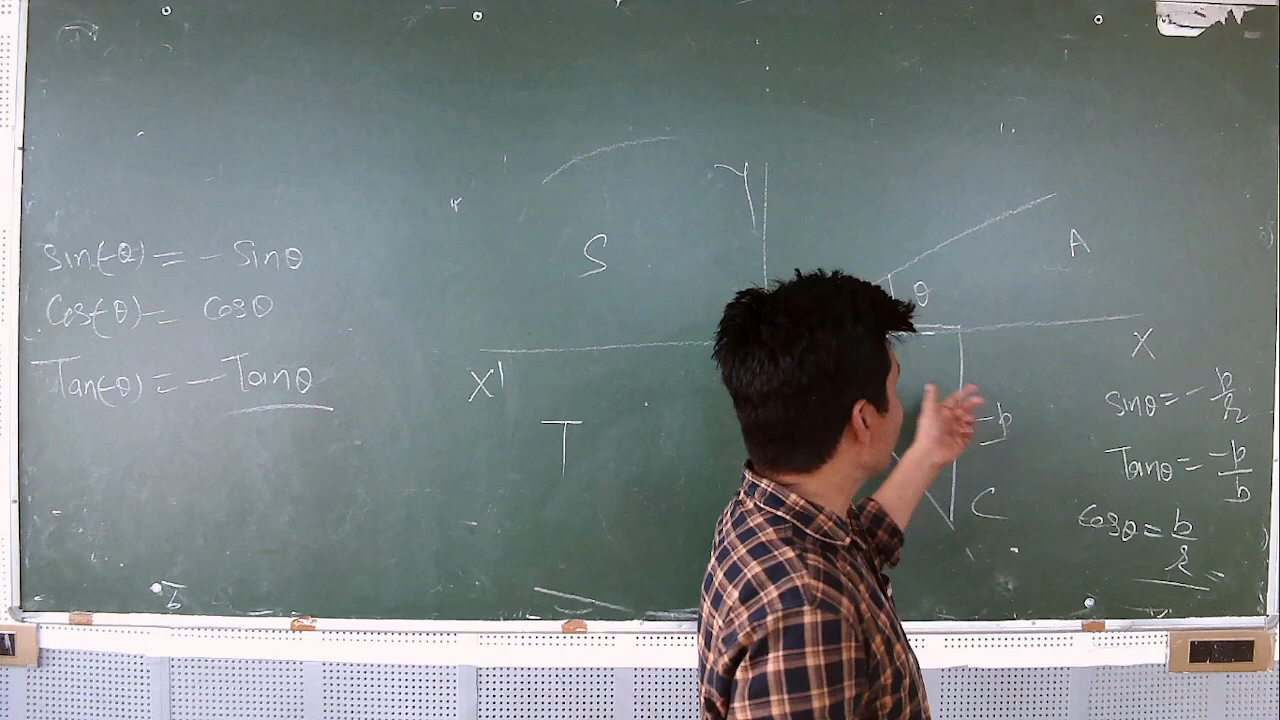 Sin(-θ) = - Sinθ
Cos(-θ) = Cosθ
Tan(-θ) = - Tanθ
Y
S
A
θ
X'
X
T
-p
C
Sinθ = - p/r
Tanθ = -p/b
Cosθ = b/r